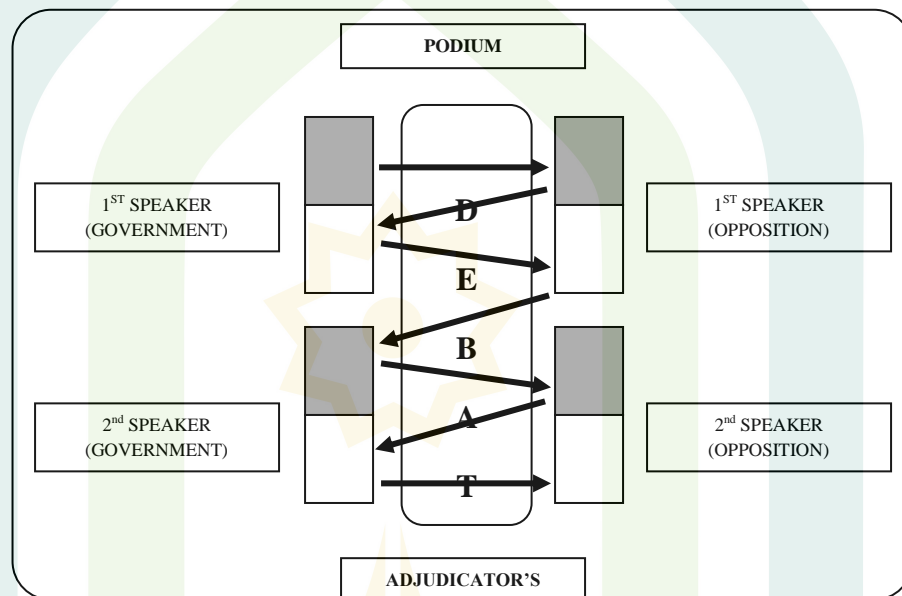 PODIUM
1ST SPEAKER
(GOVERNMENT)
1ST SPEAKER
(OPPOSITION)
D
E
B
A
T
2nd SPEAKER
(GOVERNMENT)
2nd SPEAKER
(OPPOSITION)
ADJUDICATOR'S